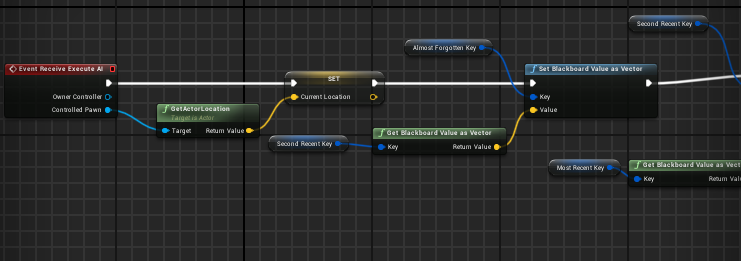 Second Recent Key
Almost Forgotten Key
Event Receive Execute AI
Owner Controller
Controlled Pawn
SET
Current Location
Set Blackboard Value as Vector
Key
Value
GetActorLocation
Target is Actor
Target
Return Value
Second Recent Key
Get Blackboard Value as Vector
Key
Return Value
Most Recent Key
Get Blackboard Value as Vect
Key
Return Val